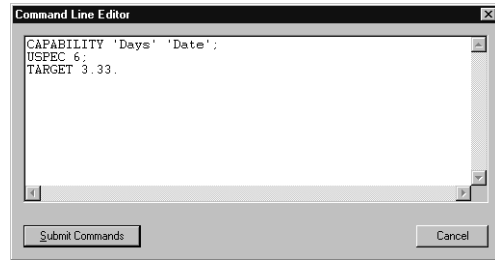 Command Line Editor
CAPABILITY 'Days' 'Date';
USPEC 6;
TARGET 3.33.
Submit Commands
Cancel